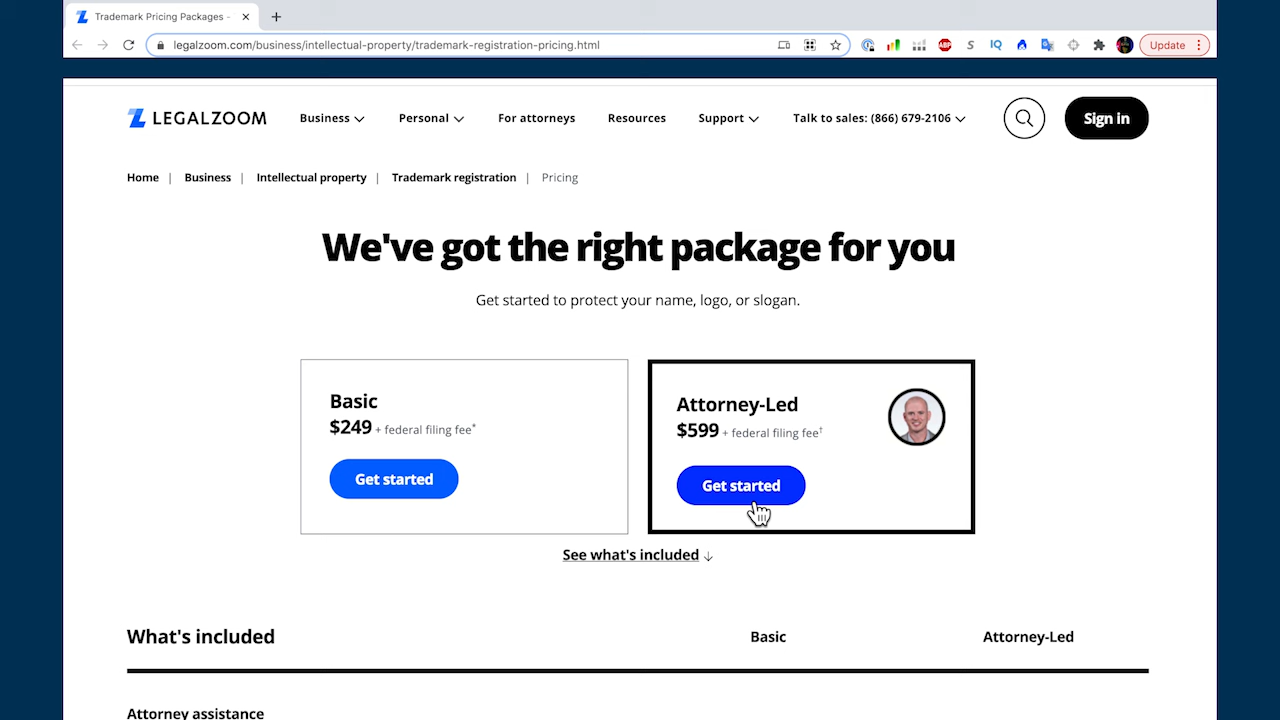 Trademark Pricing Packages -
legalzoom.com/business/intellectual-property/trademark-registration-pricing.html
ABP
S
IQ
Update
LEGALZOOM
Business
Personal
For attorneys
Resources
Support
Talk to sales: (866) 679-2106
Sign in
Home | Business | Intellectual property | Trademark registration | Pricing
We've got the right package for you
Get started to protect your name, logo, or slogan.
Basic
$249 + federal filing fee*
Get started
Attorney-Led
$599 + federal filing fee†
Get started
See what's included ↓
What's included
Basic
Attorney-Led
Attorney assistance